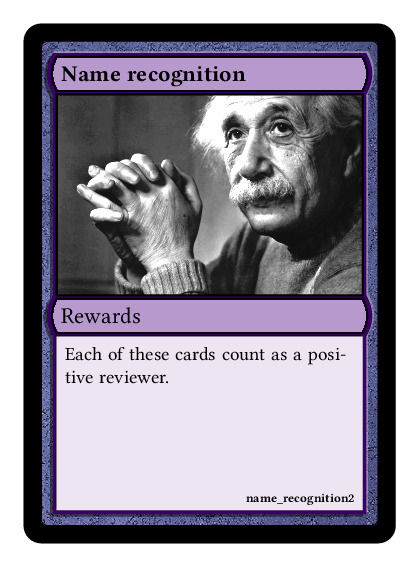 Name recognition
Rewards
Each of these cards count as a posi-
tive reviewer.
name_recognition2